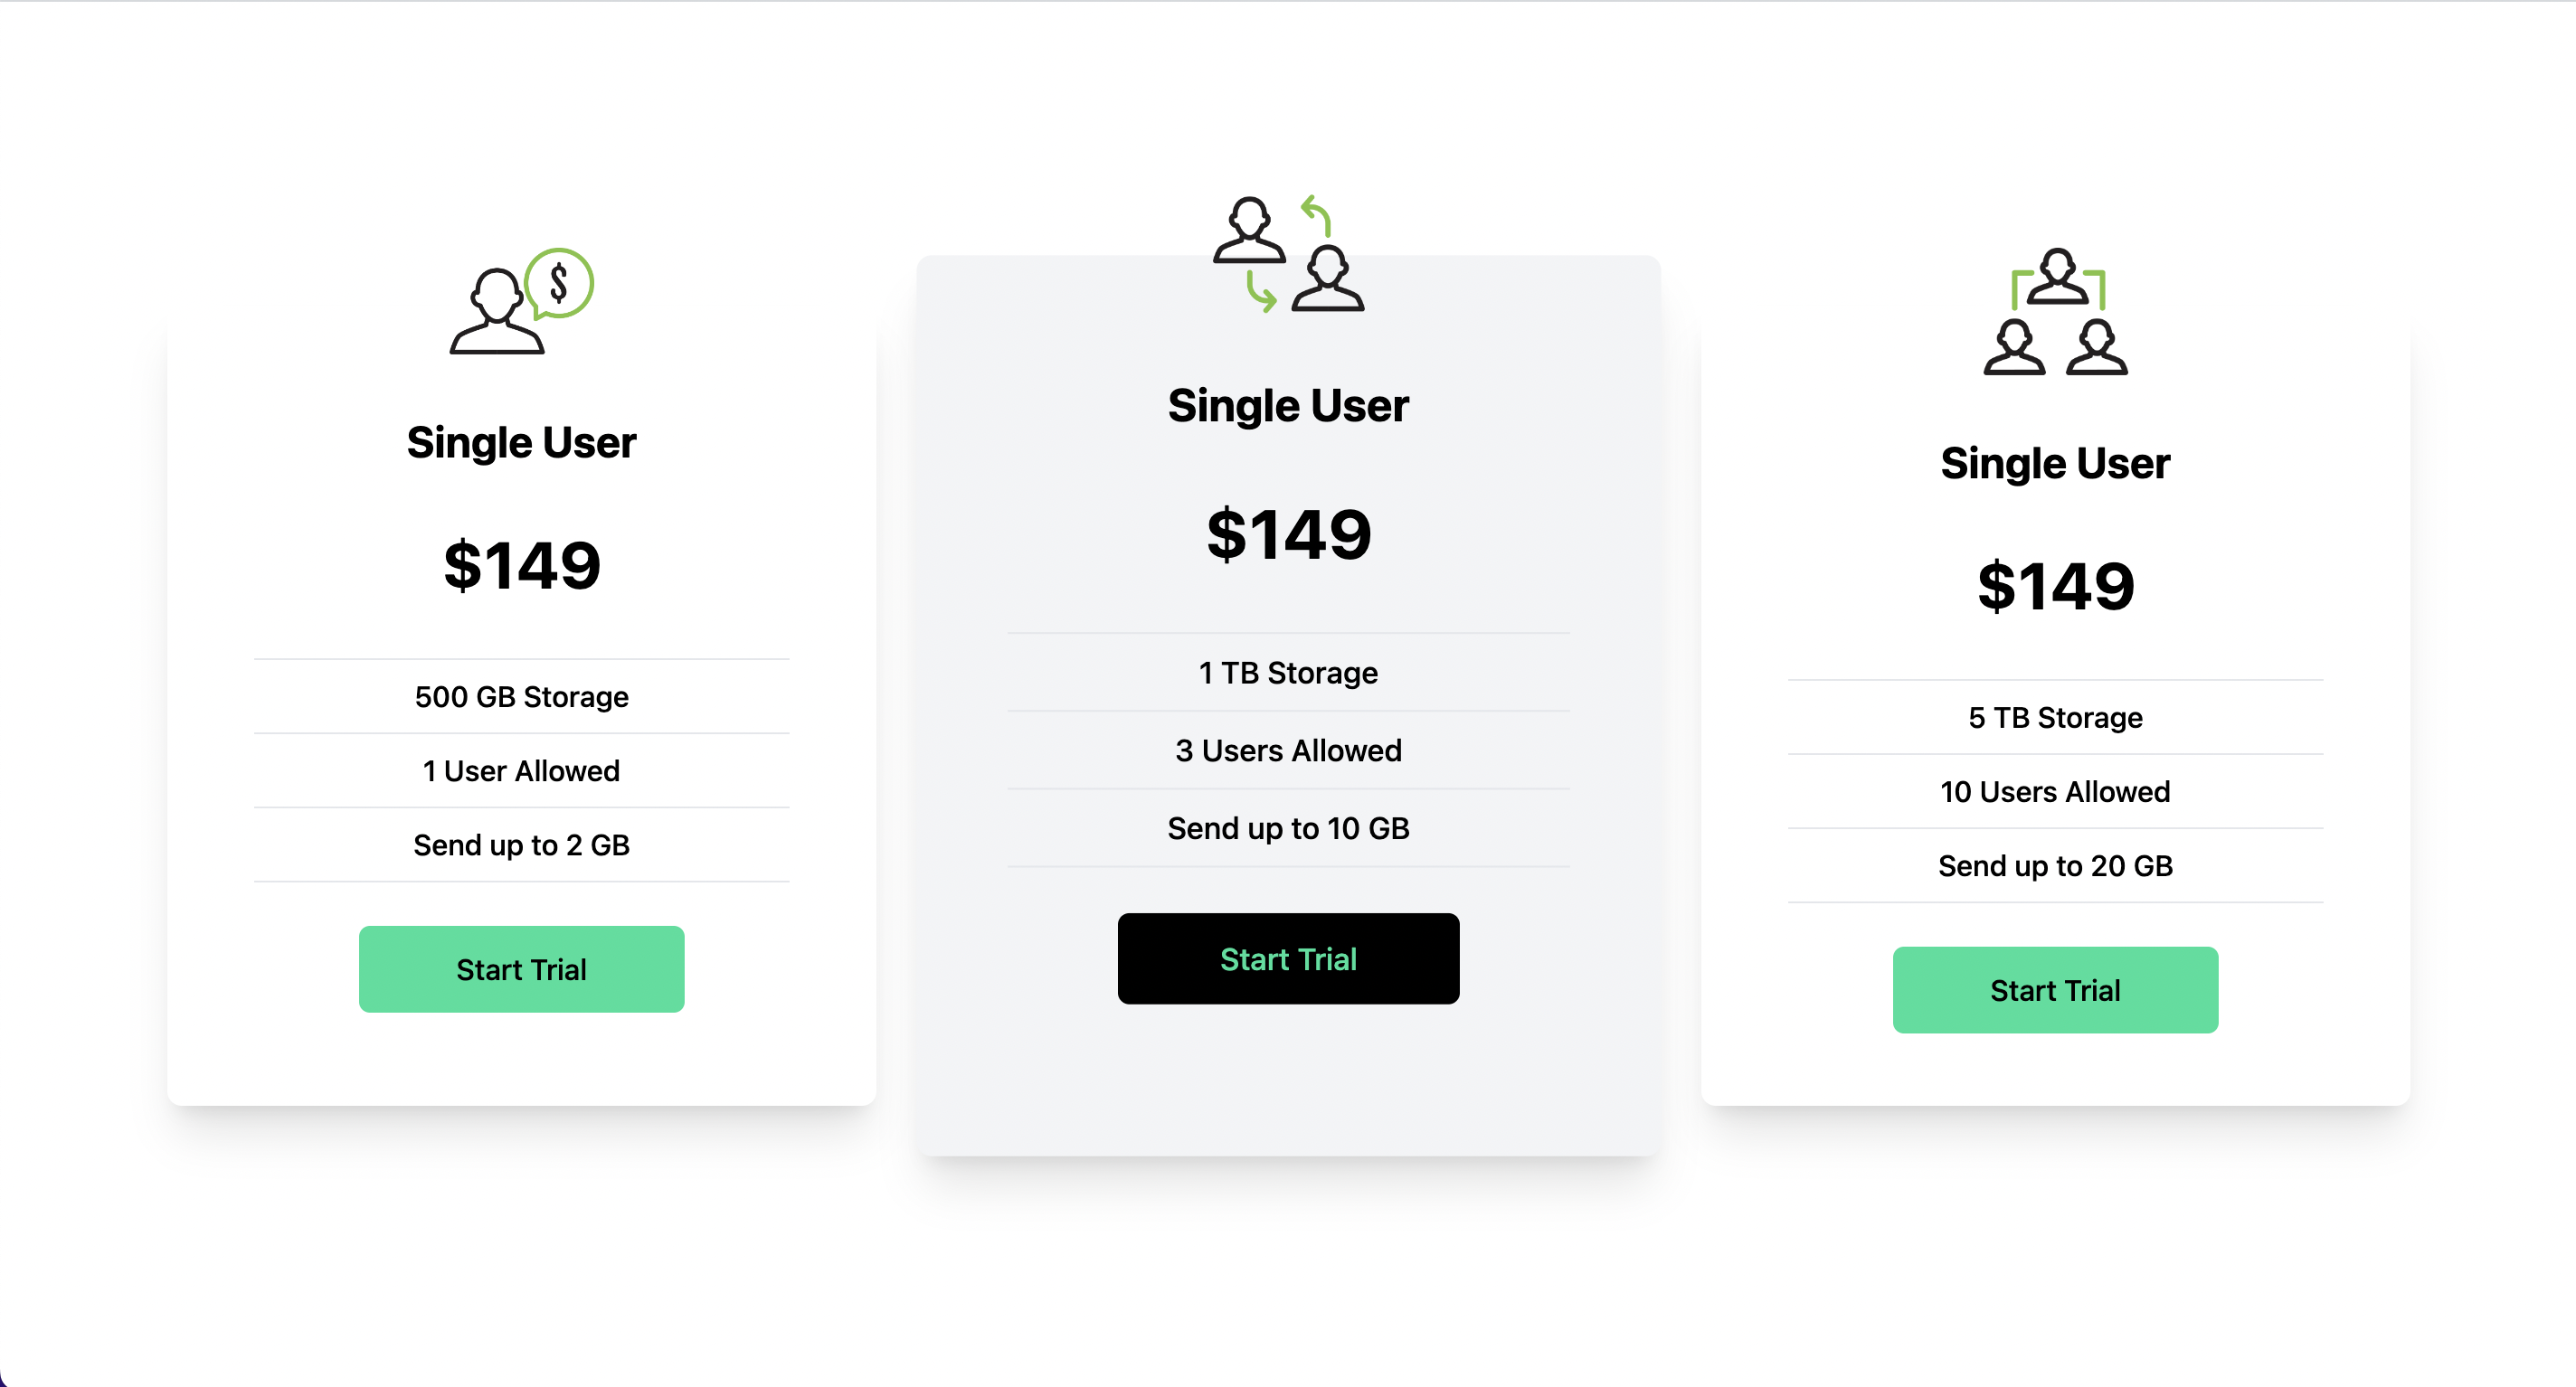 $
Single User
$149
500 GB Storage
1 User Allowed
Send up to 2 GB
Start Trial
Single User
$149
1 TB Storage
3 Users Allowed
Send up to 10 GB
Start Trial
Single User
$149
5 TB Storage
10 Users Allowed
Send up to 20 GB
Start Trial